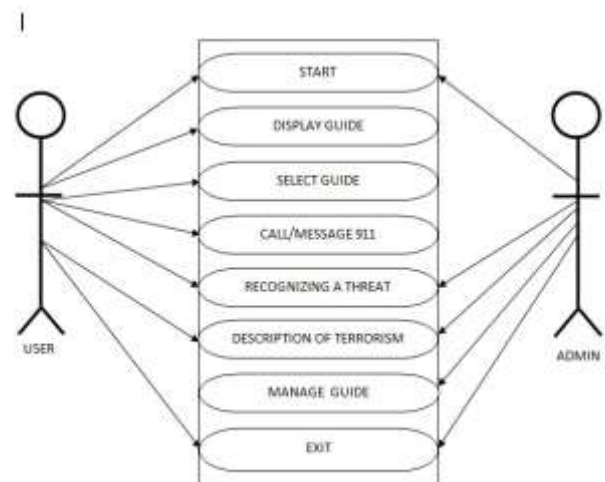 START
DISPLAY GUIDE
SELECT GUIDE
CALL/MESSAGE 911
RECOGNIZING A THREAT
DESCRIPTION OF TERRORISM
USER
ADMIN
MANAGE GUIDE
EXIT